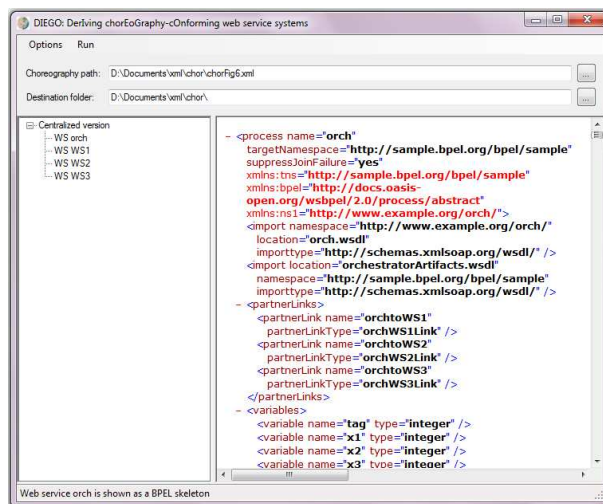 DIEGO: DerIving chorEoGraphy-cOnforming web service systems
Options Run
Choreography path: D:\Documents\xml\chor\chorFig6.xml ...
Destination folder: D:\Documents\xml\chor\ ...
Centralized version
WS orch
WS WS1
WS WS2
WS WS3
- <process name="orch"
targetNamespace="http://sample.bpel.org/bpel/sample"
suppressJoinFailure="yes"
xmlns:tns="http://sample.bpel.org/bpel/sample"
xmlns:bpel="http://docs.oasis-
open.org/wsbpel/2.0/process/abstract"
xmlns:ns1="http://www.example.org/orch/">
<import namespace="http://www.example.org/orch/"
location="orch.wsdl"
importtype="http://schemas.xmlsoap.org/wsdl/" />
<import location="orchestratorArtifacts.wsdl"
namespace="http://sample.bpel.org/bpel/sample"
importtype="http://schemas.xmlsoap.org/wsdl/" />
- <partnerLinks>
<partnerLink name="orchtoWS1"
partnerLinkType="orchWS1Link" />
<partnerLink name="orchtoWS2"
partnerLinkType="orchWS2Link" />
<partnerLink name="orchtoWS3"
partnerLinkType="orchWS3Link" />
</partnerLinks>
- <variables>
<variable name="tag" type="integer" />
<variable name="x1" type="integer" />
<variable name="x2" type="integer" />
<variable name="x3" type="integer" />
Web service orch is shown as a BPEL skeleton